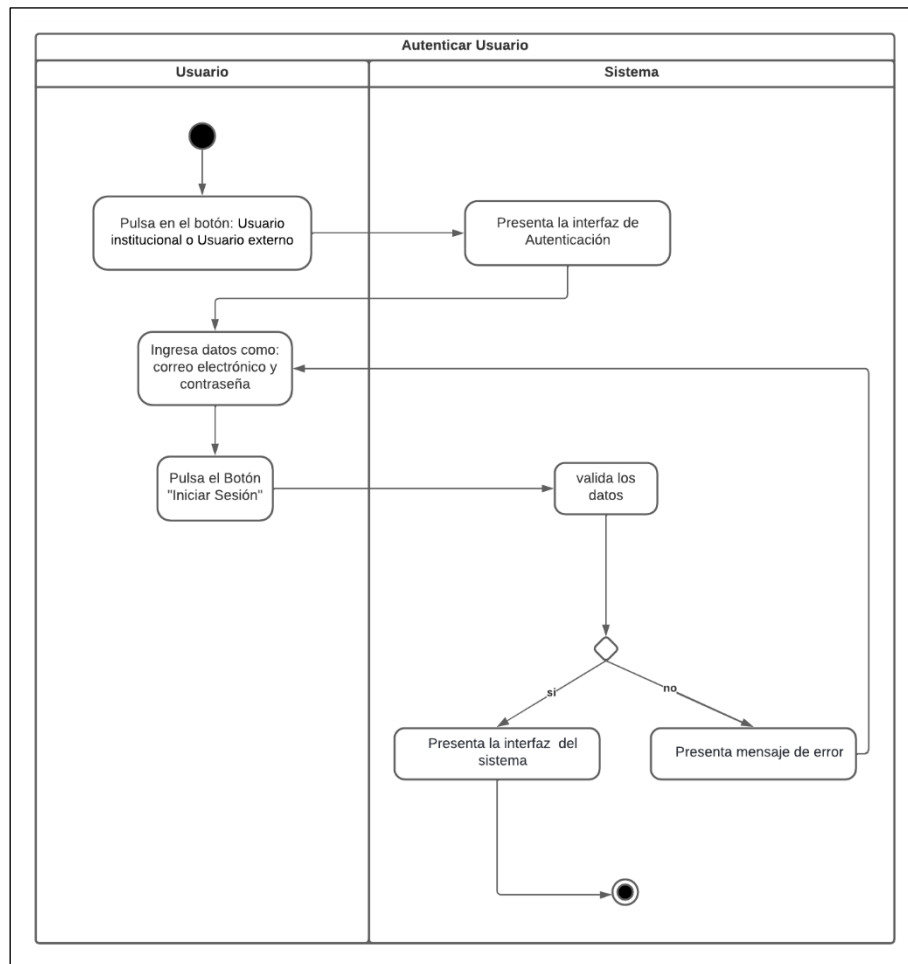 Autenticar Usuario
Usuario
Sistema
Pulsa en el botón: Usuario
institucional o Usuario externo
Presenta la interfaz de
Autenticación
Ingresa datos como:
correo electrónico y
contraseña
Pulsa el Botón
"Iniciar Sesión"
valida los
datos
si
no
Presenta la interfaz del
sistema
Presenta mensaje de error